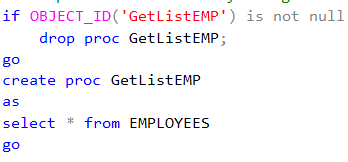 if OBJECT_ID('GetListEMP') is not null
drop proc GetListEMP;
go
create proc GetListEMP
as
select * from EMPLOYEES
go